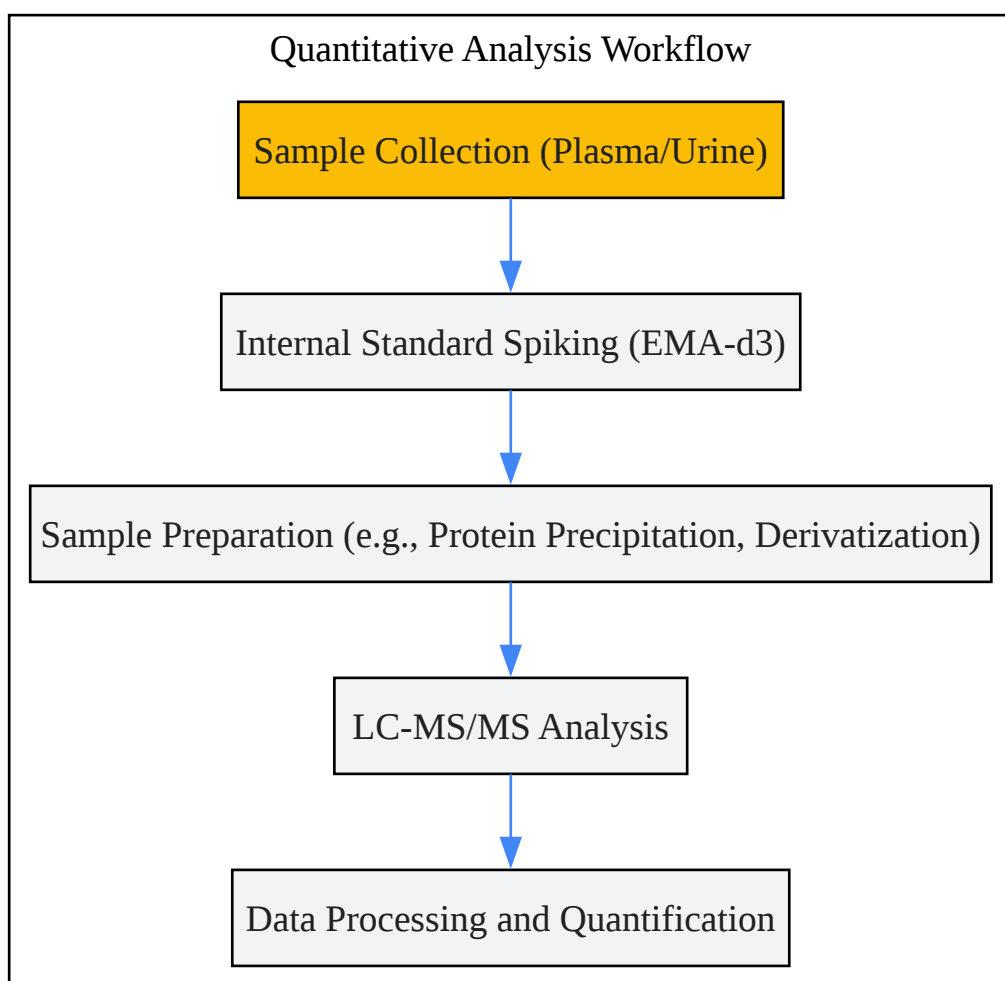 Quantitative Analysis Workflow
Sample Collection (Plasma/Urine)
Internal Standard Spiking (EMA-d3)
Sample Preparation (e.g., Protein Precipitation, Derivatization)
LC-MS/MS Analysis
Data Processing and Quantification